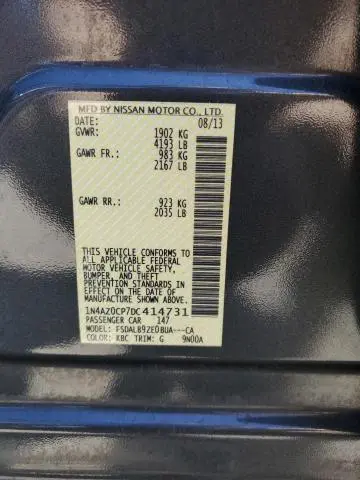 MFD BY NISSAN MOTOR CO., LTD.
DATE: 08/13
GVWR: 1902 KG
4193 LB
GAWR FR.: 983 KG
2167 LB
GAWR RR.: 923 KG
2035 LB
THIS VEHICLE CONFORMS TO
ALL APPLICABLE FEDERAL
MOTOR VEHICLE SAFETY,
BUMPER, AND THEFT
PREVENTION STANDARDS
IN EFFECT ON THE DATE OF
MANUFACTURE SHOWN ABOVE.
1N4AZ0CP7DC414731
PASSENGER CAR 147
MODEL: FSDALB9ZE0BUA---CA
COLOR: KBC TRIM: G 9N00A